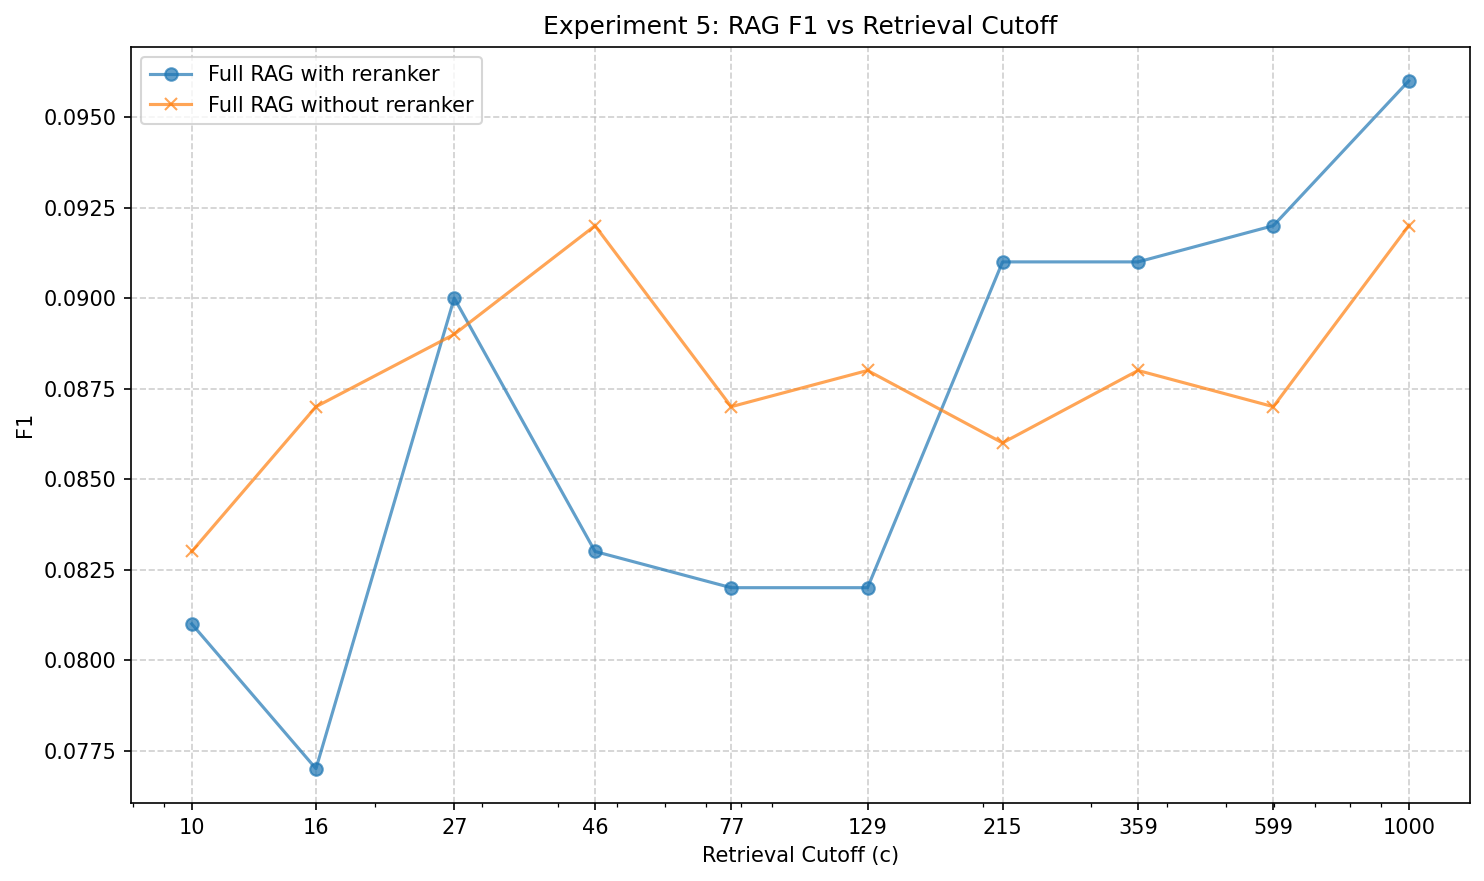 Experiment 5: RAG F1 vs Retrieval Cutoff
Full RAG with reranker
Full RAG without reranker
0.0950
0.0925
0.0900
0.0875
0.0850
0.0825
0.0800
0.0775
F1
10 16 27 46 77 129 215 359 599 1000
Retrieval Cutoff (c)